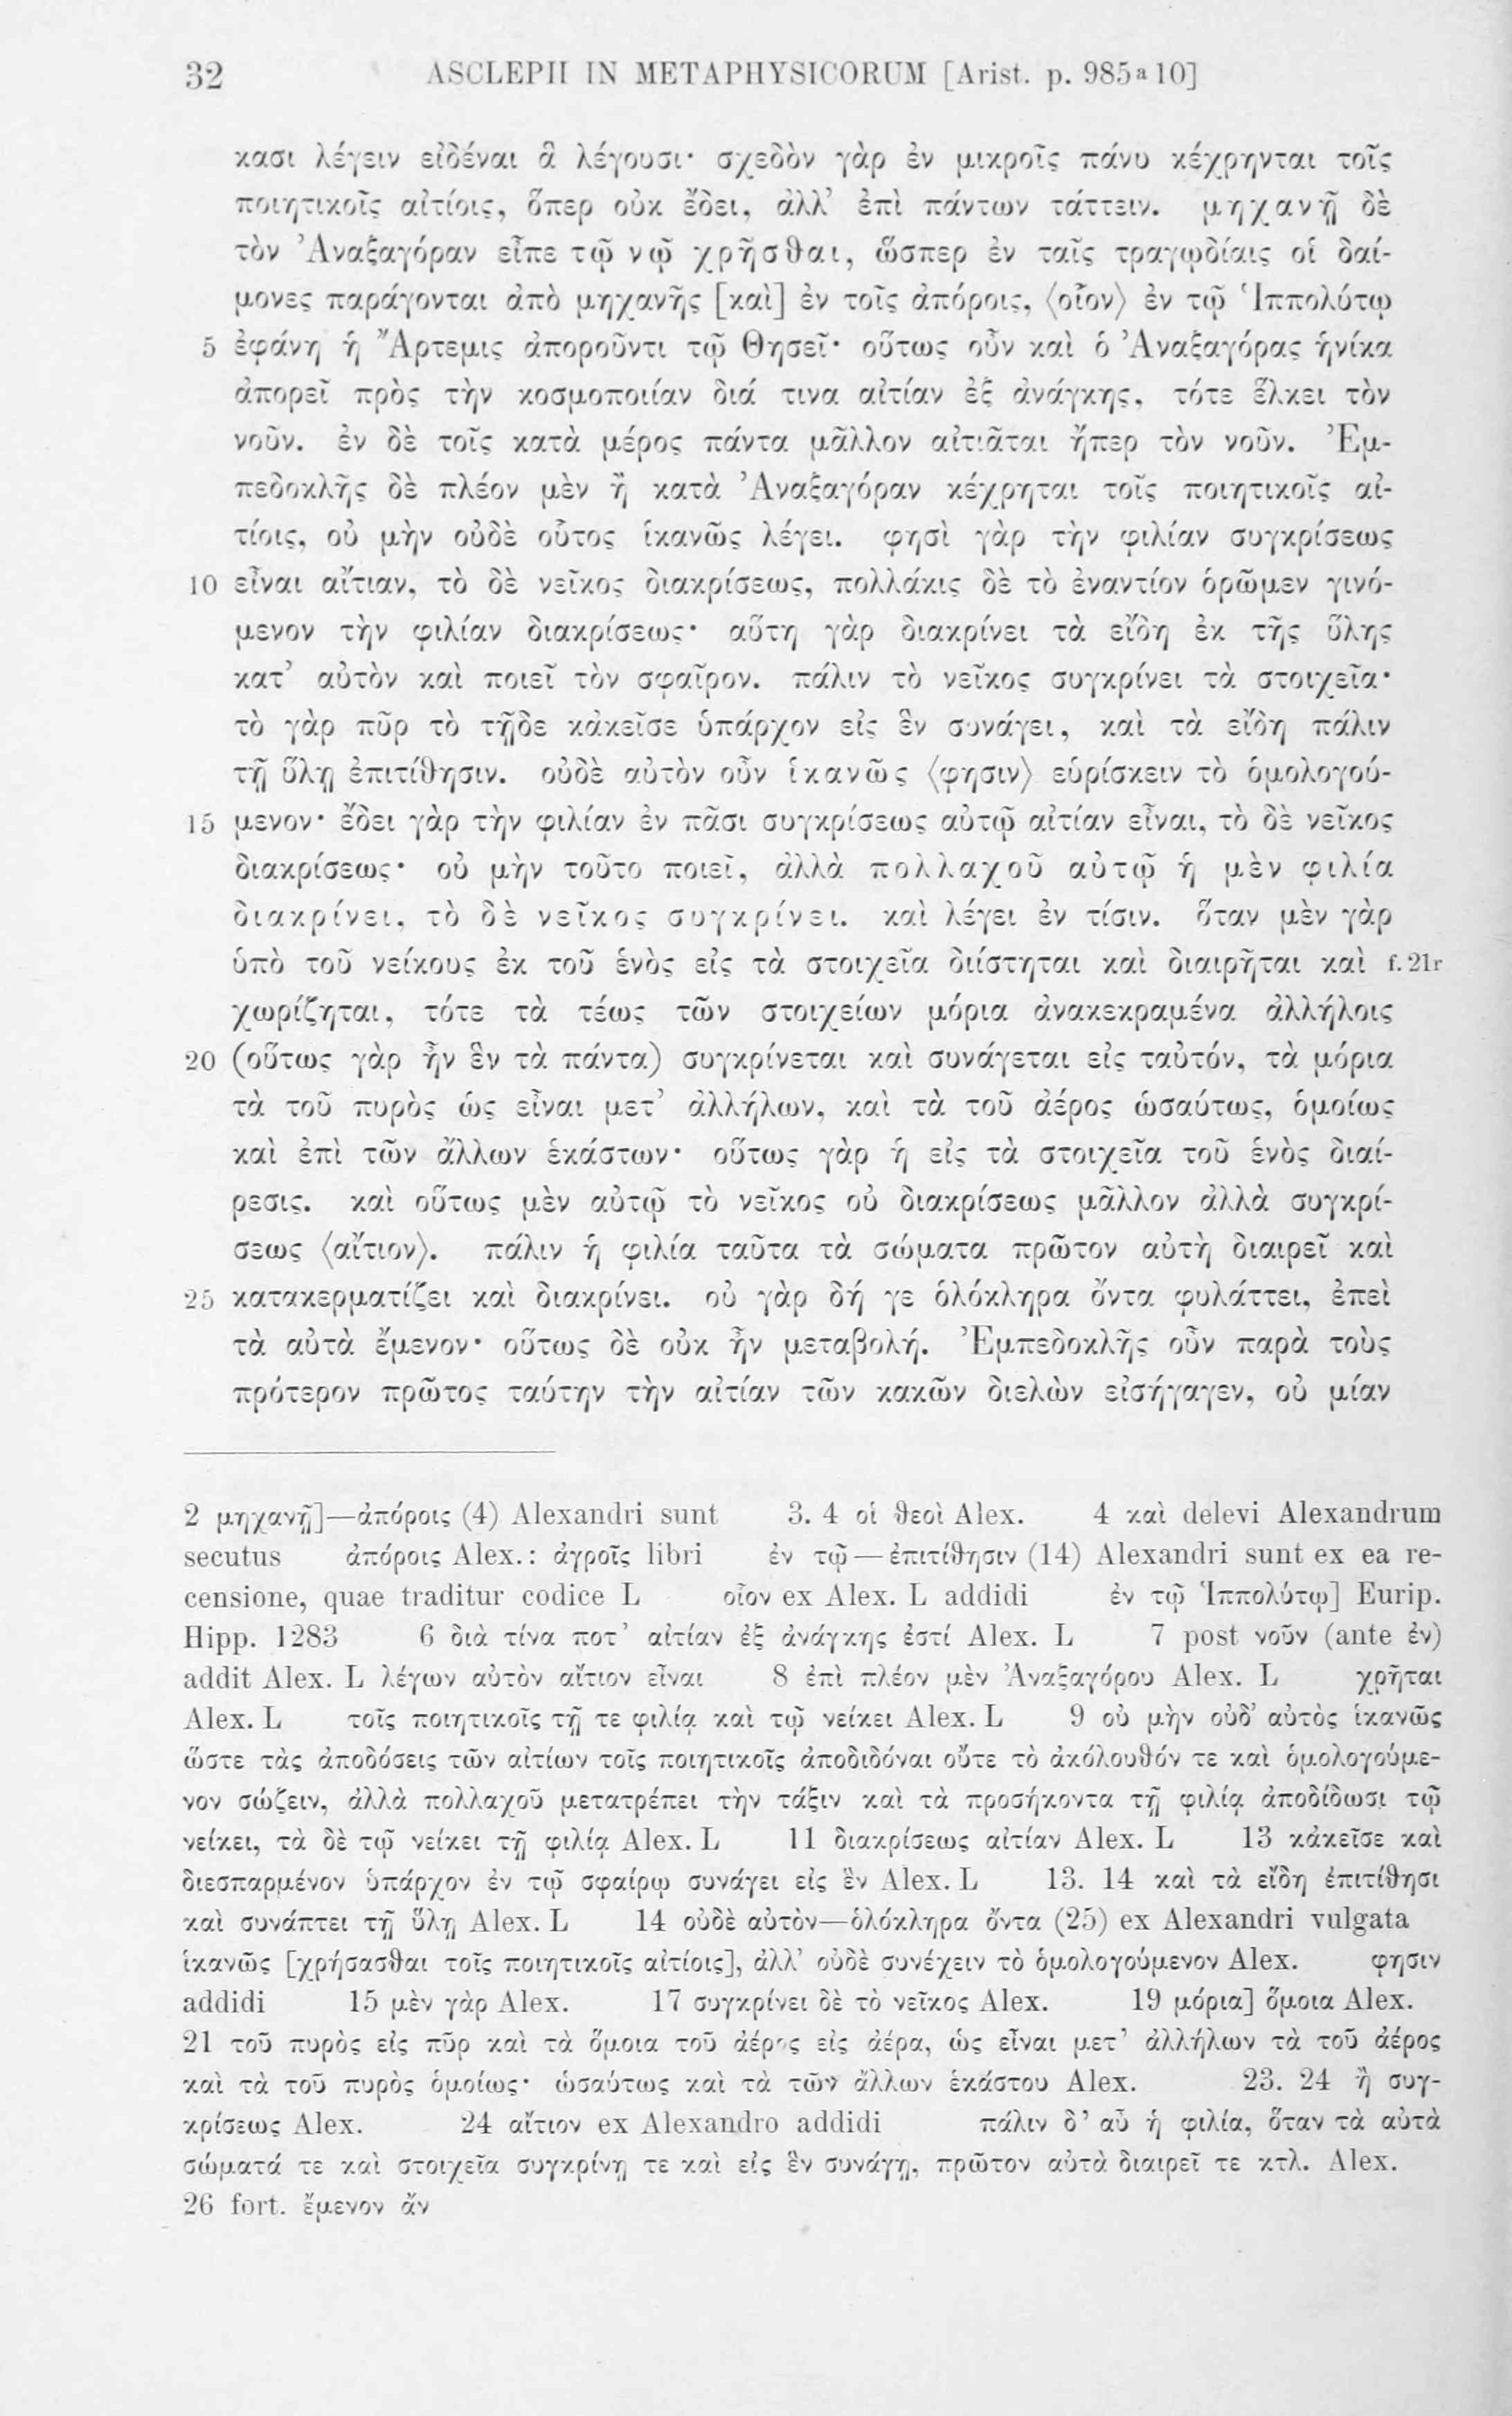 32 ASCLEPII IN METAPHYSICORUM [Arist. p. 985a10]
κασι λέγειν εἰδέναι ἃ λέγουσι· σχεδὸν γὰρ ἐν μικροῖς πάνυ κέχρηνται τοῖς
ποιητικοῖς αἰτίοις, ὅπερ οὐκ ἔδει, ἀλλ’ ἐπὶ πάντων τάττειν. μηχανῇ δὲ
τὸν Ἀναξαγόραν εἶπε τῷ νῷ χρῆσθαι, ὥσπερ ἐν ταῖς τραγῳδίαις οἱ δαί-
μονες παράγονται ἀπὸ μηχανῆς [καὶ] ἐν τοῖς ἀπόροις, ⟨οἷον⟩ ἐν τῷ Ἱππολύτῳ
5 ἐφάνη ἡ Ἄρτεμις ἀποροῦντι τῷ Θησεῖ· οὕτως οὖν καὶ ὁ Ἀναξαγόρας ἡνίκα
ἀπορεῖ πρὸς τὴν κοσμοποιίαν διά τινα αἰτίαν ἐξ ἀνάγκης, τότε ἕλκει τὸν
νοῦν. ἐν δὲ τοῖς κατὰ μέρος πάντα μᾶλλον αἰτιᾶται ἤπερ τὸν νοῦν. Ἐμ-
πεδοκλῆς δὲ πλέον μὲν ἢ κατὰ Ἀναξαγόραν κέχρηται τοῖς ποιητικοῖς αἰ-
τίοις, οὐ μὴν οὐδὲ οὗτος ἱκανῶς λέγει. φησὶ γὰρ τὴν φιλίαν συγκρίσεως
10 εἶναι αἴτιαν, τὸ δὲ νεῖκος διακρίσεως, πολλάκις δὲ τὸ ἐναντίον ὁρῶμεν γινό-
μενον τὴν φιλίαν διακρίσεως· αὕτη γὰρ διακρίνει τὰ εἴδη ἐκ τῆς ὕλης
κατ’ αὐτὸν καὶ ποιεῖ τὸν σφαῖρον. πάλιν τὸ νεῖκος συγκρίνει τὰ στοιχεῖα·
τὸ γὰρ πῦρ τὸ τῇδε κἀκεῖσε ὑπάρχον εἰς ἓν συνάγει, καὶ τὰ εἴδη πάλιν
τῇ ὕλῃ ἐπιτίθησιν. οὐδὲ αὐτὸν οὖν ἱκανῶς ⟨φησιν⟩ εὑρίσκειν τὸ ὁμολογού-
15 μενον· ἔδει γὰρ τὴν φιλίαν ἐν πᾶσι συγκρίσεως αὐτῷ αἰτίαν εἶναι, τὸ δὲ νεῖκος
διακρίσεως· οὐ μὴν τοῦτο ποιεῖ, ἀλλὰ πολλαχοῦ αὐτῷ ἡ μὲν φιλία
διακρίνει, τὸ δὲ νεῖκος συγκρίνει. καὶ λέγει ἐν τίσιν. ὅταν μὲν γὰρ
ὑπὸ τοῦ νείκους ἐκ τοῦ ἑνὸς εἰς τὰ στοιχεῖα διίστηται καὶ διαιρῆται καὶ f. 21r
χωρίζηται, τότε τὰ τέως τῶν στοιχείων μόρια ἀνακεκραμένα ἀλλήλοις
20 (οὕτως γὰρ ἦν ἓν τὰ πάντα) συγκρίνεται καὶ συνάγεται εἰς ταὐτόν, τὰ μόρια
τὰ τοῦ πυρὸς ὡς εἶναι μετ’ ἀλλήλων, καὶ τὰ τοῦ ἀέρος ὡσαύτως, ὁμοίως
καὶ ἐπὶ τῶν ἄλλων ἑκάστων· οὕτως γὰρ ἡ εἰς τὰ στοιχεῖα τοῦ ἑνὸς διαί-
ρεσις. καὶ οὕτως μὲν αὐτῷ τὸ νεῖκος οὐ διακρίσεως μᾶλλον ἀλλὰ συγκρί-
σεως ⟨αἴτιον⟩. πάλιν ἡ φιλία ταῦτα τὰ σώματα πρῶτον αὐτὴ διαιρεῖ καὶ
25 κατακερματίζει καὶ διακρίνει. οὐ γὰρ δή γε ὁλόκληρα ὄντα φυλάττει, ἐπεὶ
τὰ αὐτὰ ἔμενον· οὕτως δὲ οὐκ ἦν μεταβολή. Ἐμπεδοκλῆς οὖν παρὰ τοὺς
πρότερον πρῶτος ταύτην τὴν αἰτίαν τῶν κακῶν διελὼν εἰσήγαγεν, οὐ μίαν
2 μηχανῇ]—ἀπόροις (4) Alexandri sunt 3. 4 οἱ θεοὶ Alex. 4 καὶ delevi Alexandrum
secutus ἀπόροις Alex.: ἀγροῖς libri ἐν τῷ—ἐπιτίθησιν (14) Alexandri sunt ex ea re-
censione, quae traditur codice L οἷον ex Alex. L addidi ἐν τῷ Ἱππολύτῳ] Eurip.
Hipp. 1283 6 διὰ τίνα ποτ’ αἰτίαν ἐξ ἀνάγκης ἐστί Alex. L 7 post νοῦν (ante ἐν)
addit Alex. L λέγων αὐτὸν αἴτιον εἶναι 8 ἐπὶ πλέον μὲν Ἀναξαγόρου Alex. L χρῆται
Alex. L τοῖς ποιητικοῖς τῇ τε φιλίᾳ καὶ τῷ νείκει Alex. L 9 οὐ μὴν οὐδ’ αὐτὸς ἱκανῶς
ὥστε τὰς ἀποδόσεις τῶν αἰτίων τοῖς ποιητικοῖς ἀποδιδόναι οὔτε τὸ ἀκόλουθόν τε καὶ ὁμολογούμε-
νον σώζειν, ἀλλὰ πολλαχοῦ μετατρέπει τὴν τάξιν καὶ τὰ προσήκοντα τῇ φιλίᾳ ἀποδίδωσι τῷ
νείκει, τὰ δὲ τῷ νείκει τῇ φιλίᾳ Alex. L 11 διακρίσεως αἰτίαν Alex. L 13 κἀκεῖσε καὶ
διεσπαρμένον ὑπάρχον ἐν τῷ σφαίρῳ συνάγει εἰς ἓν Alex. L 13. 14 καὶ τὰ εἴδη ἐπιτίθησι
καὶ συνάπτει τῇ ὕλῃ Alex. L 14 οὐδὲ αὐτὸν—ὁλόκληρα ὄντα (25) ex Alexandri vulgata
ἱκανῶς [χρήσασθαι τοῖς ποιητικοῖς αἰτίοις], ἀλλ’ οὐδὲ συνέχειν τὸ ὁμολογούμενον Alex. φησιν
addidi 15 μὲν γὰρ Alex. 17 συγκρίνει δὲ τὸ νεῖκος Alex. 19 μόρια] ὅμοια Alex.
21 τοῦ πυρὸς εἰς πῦρ καὶ τὰ ὅμοια τοῦ ἀέρος εἰς ἀέρα, ὡς εἶναι μετ’ ἀλλήλων τὰ τοῦ ἀέρος
καὶ τὰ τοῦ πυρὸς ὁμοίως· ὡσαύτως καὶ τὰ τῶν ἄλλων ἑκάστου Alex. 23. 24 ἢ συγ-
κρίσεως Alex. 24 αἴτιον ex Alexandro addidi πάλιν δ’ αὖ ἡ φιλία, ὅταν τὰ αὐτὰ
σώματά τε καὶ στοιχεῖα συγκρίνῃ τε καὶ εἰς ἓν συνάγῃ, πρῶτον αὐτὰ διαιρεῖ τε κτλ. Alex.
26 fort. ἔμενον ἄν